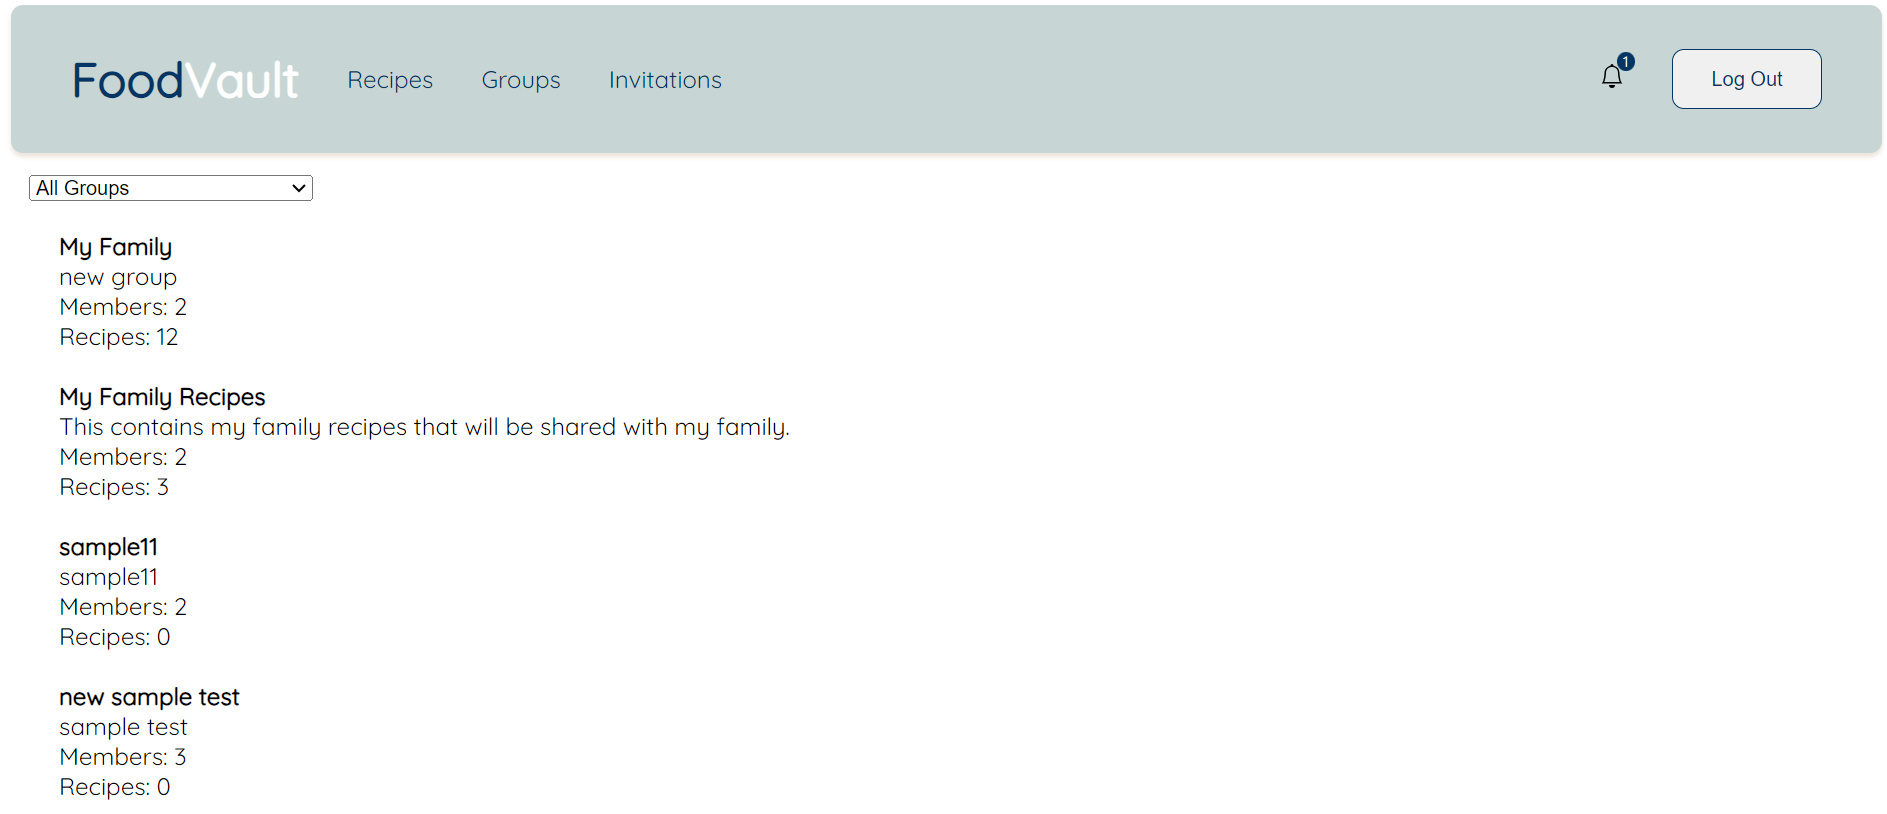 FoodVault Recipes Groups Invitations 1 Log Out
All Groups
My Family
new group
Members: 2
Recipes: 12
My Family Recipes
This contains my family recipes that will be shared with my family.
Members: 2
Recipes: 3
sample11
sample11
Members: 2
Recipes: 0
new sample test
sample test
Members: 3
Recipes: 0